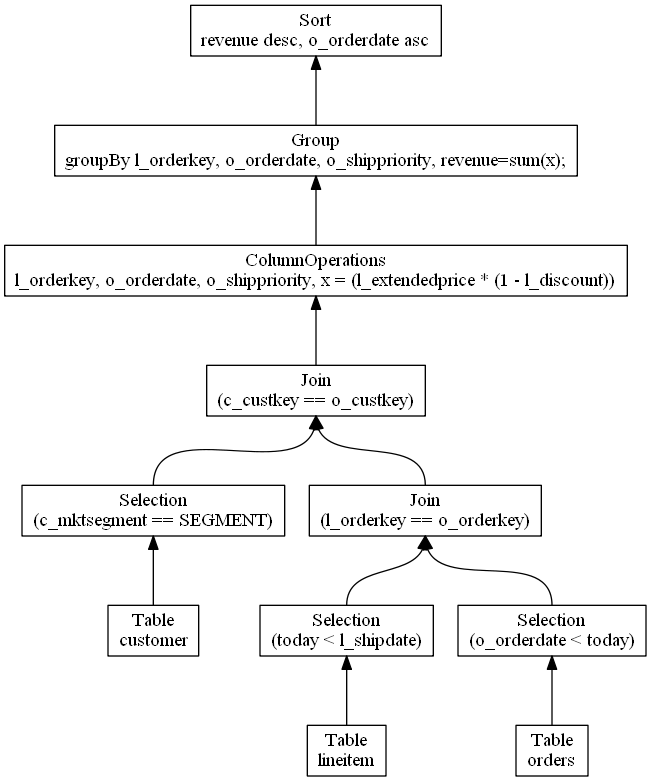 Sort
revenue desc, o_orderdate asc
Group
groupBy l_orderkey, o_orderdate, o_shippriority, revenue=sum(x);
ColumnOperations
l_orderkey, o_orderdate, o_shippriority, x = (l_extendedprice * (1 - l_discount))
Join
(c_custkey == o_custkey)
Selection
(c_mktsegment == SEGMENT)
Join
(l_orderkey == o_orderkey)
Table
customer
Selection
(today < l_shipdate)
Selection
(o_orderdate < today)
Table
lineitem
Table
orders